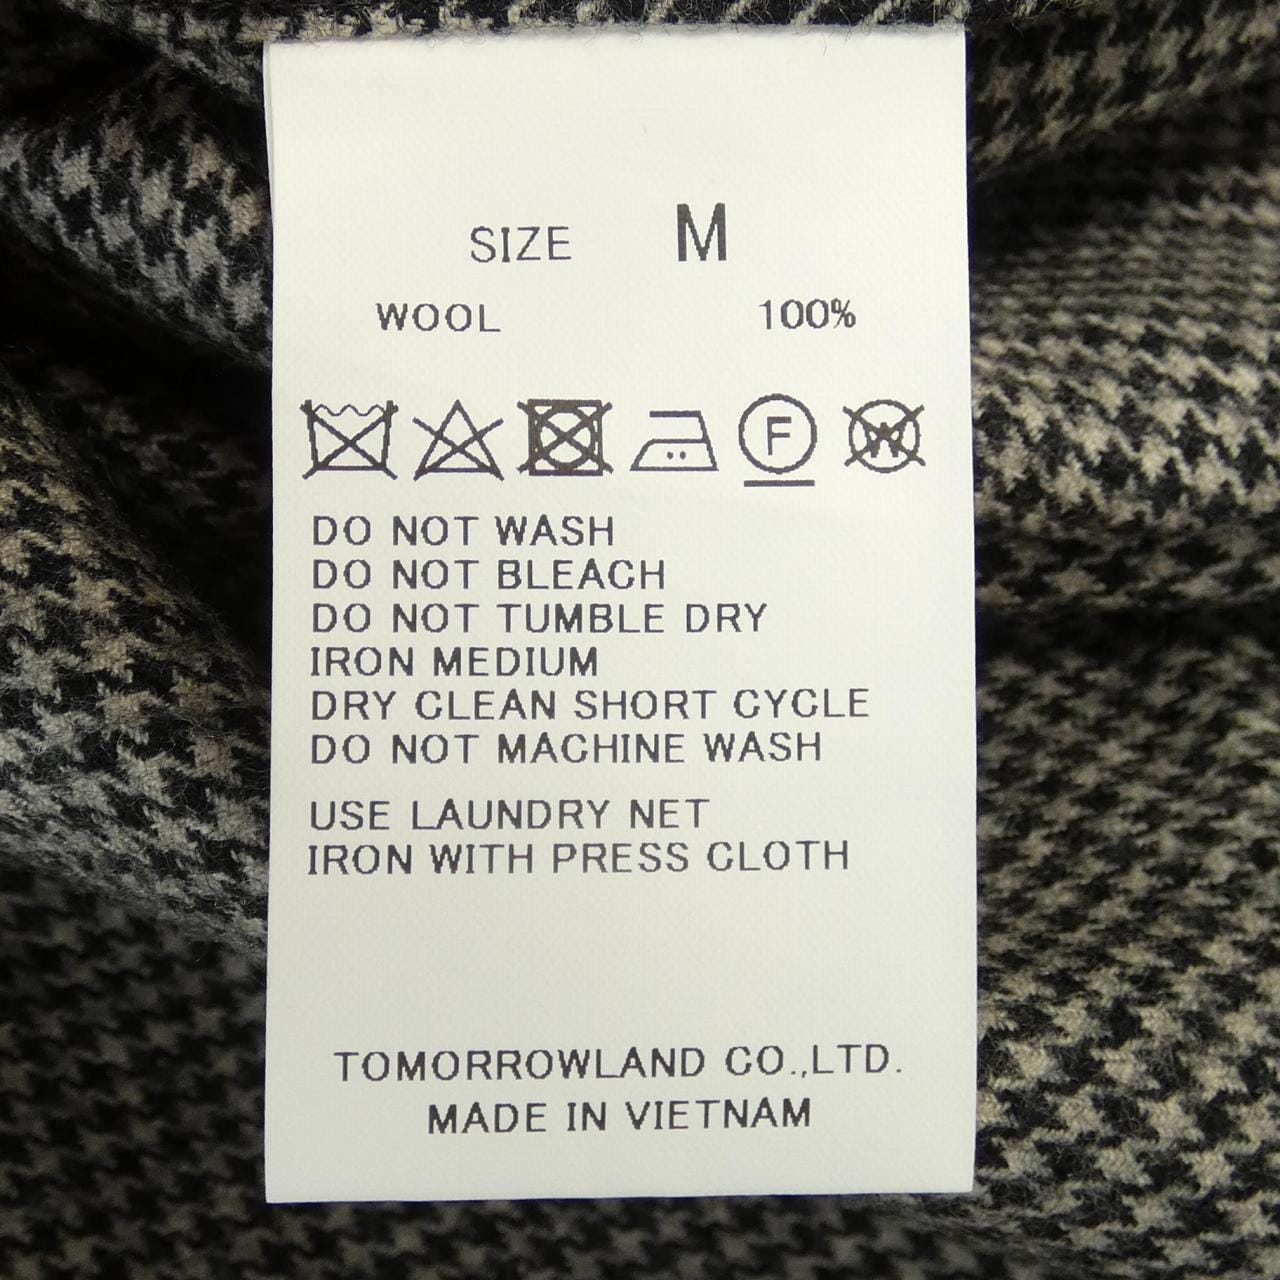 SIZE M
WOOL 100%
F W
DO NOT WASH
DO NOT BLEACH
DO NOT TUMBLE DRY
IRON MEDIUM
DRY CLEAN SHORT CYCLE
DO NOT MACHINE WASH
USE LAUNDRY NET
IRON WITH PRESS CLOTH
TOMORROWLAND CO.,LTD.
MADE IN VIETNAM